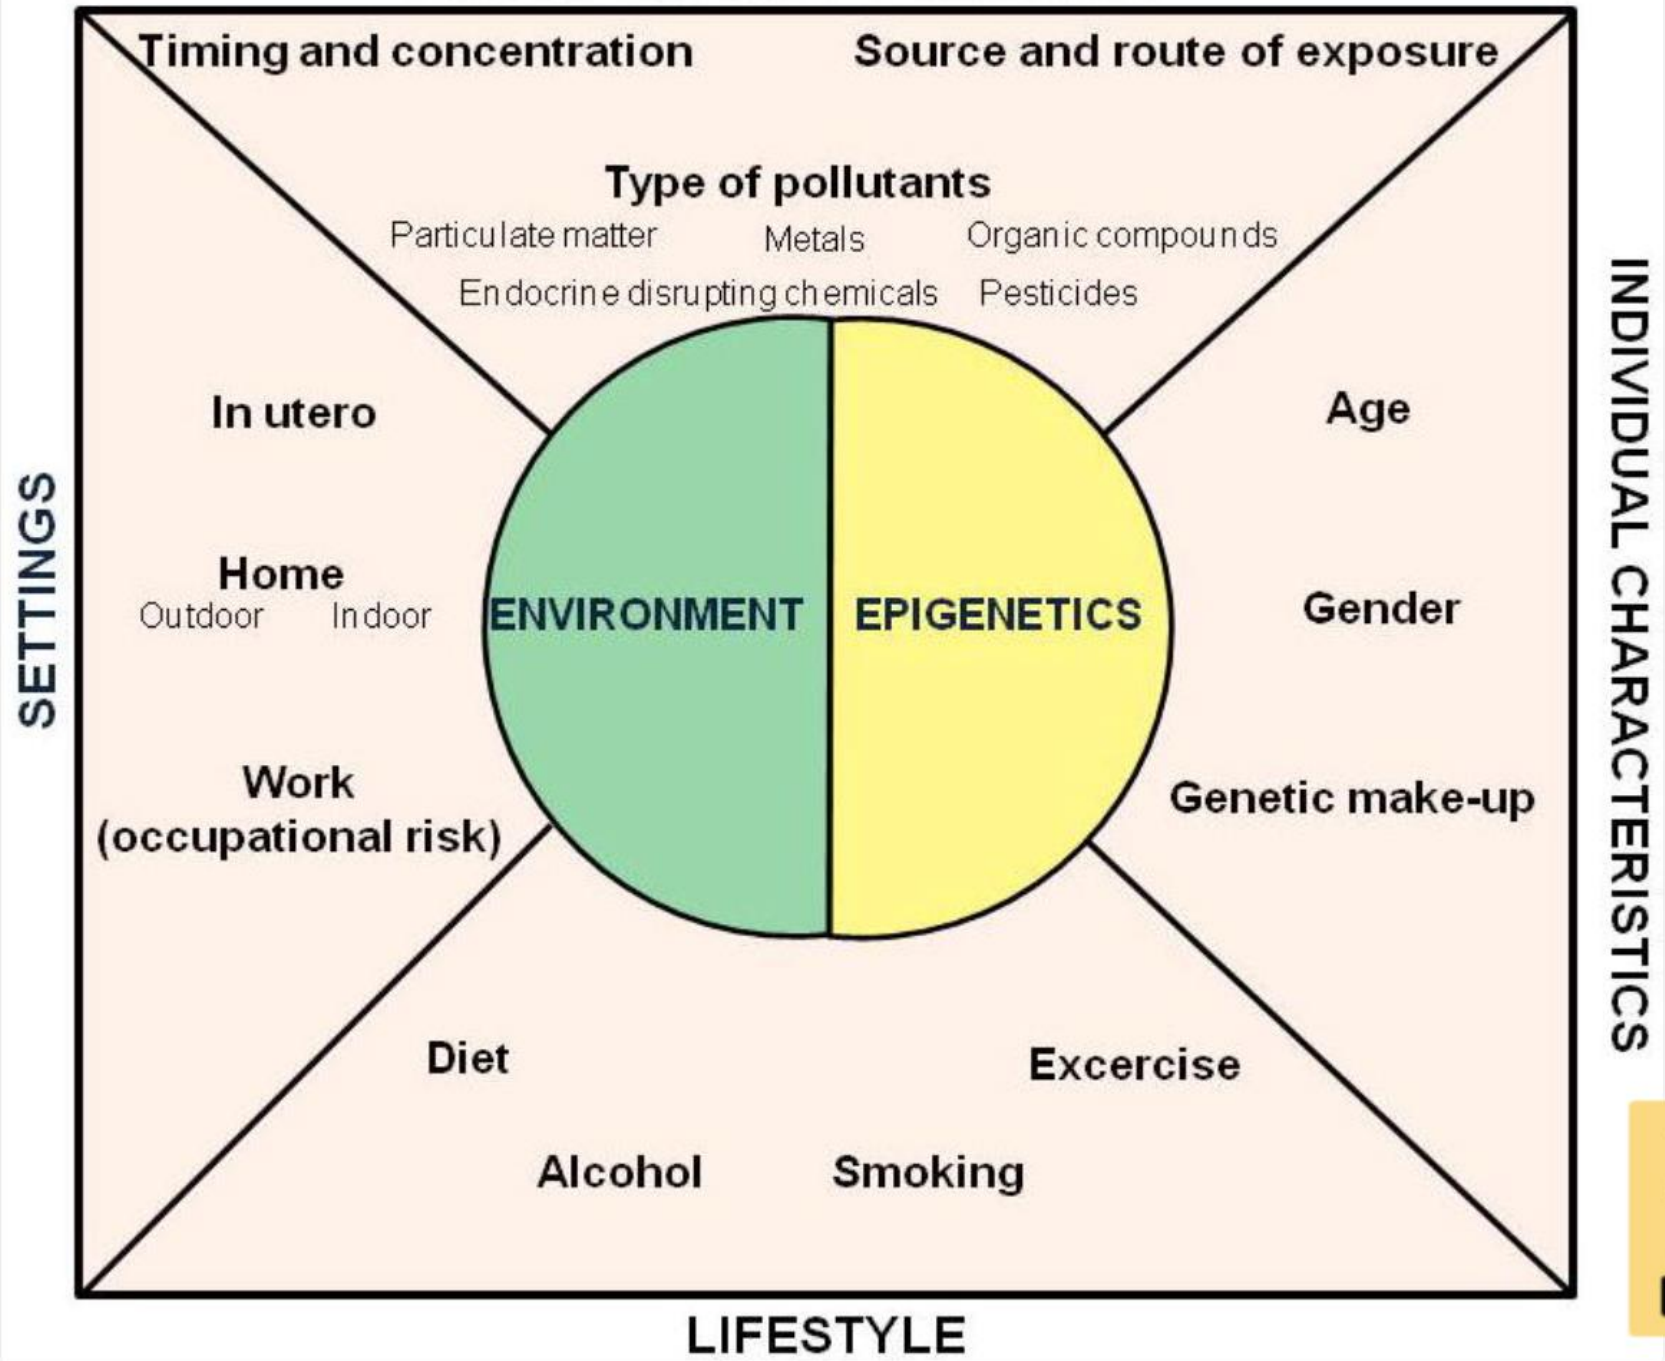 Timing and concentration
Source and route of exposure
Type of pollutants
Particulate matter
Metals
Organic compounds
Endocrine disrupting chemicals
Pesticides
SETTINGS
In utero
Home
Outdoor
Indoor
Work
(occupational risk)
ENVIRONMENT
EPIGENETICS
Age
Gender
Genetic make-up
INDIVIDUAL CHARACTERISTICS
Diet
Excercise
Alcohol
Smoking
LIFESTYLE